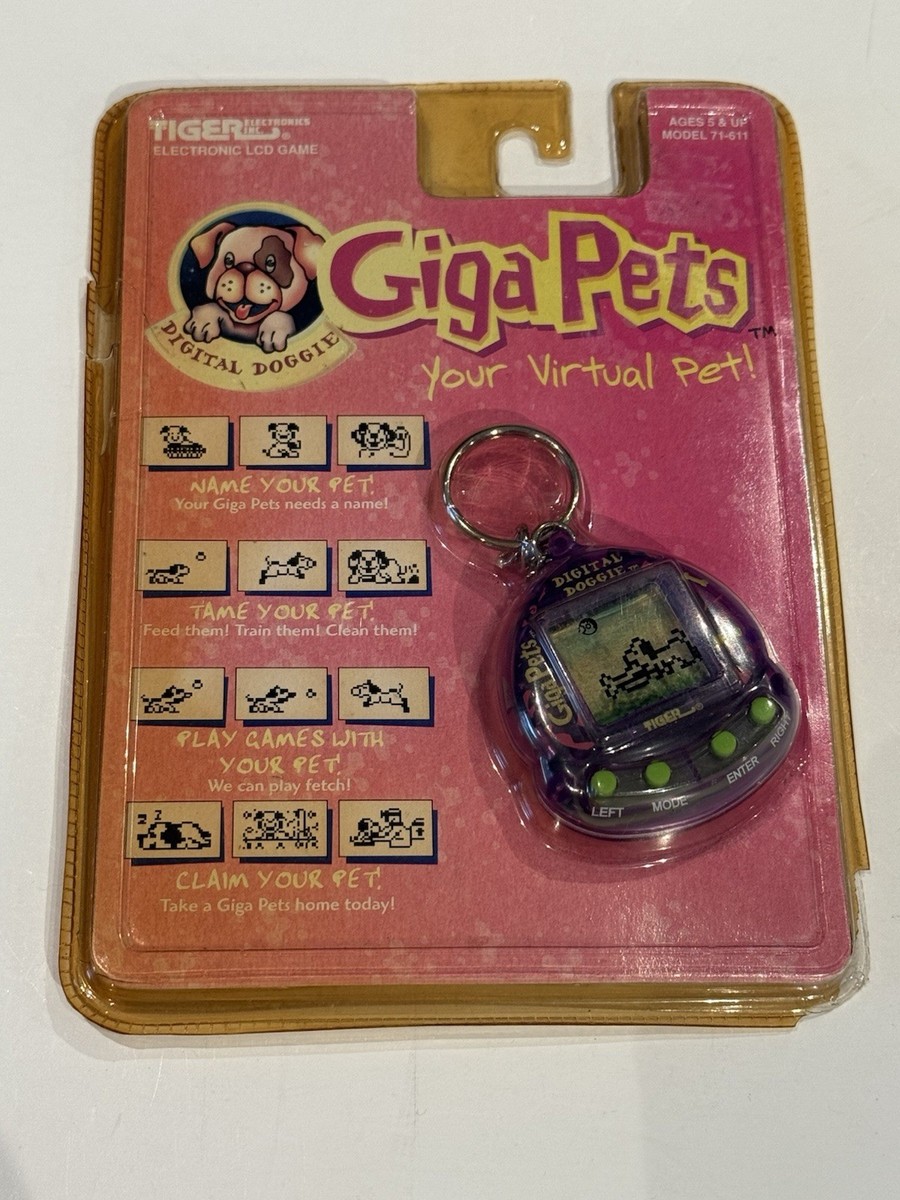 TIGER ELECTRONICS INC.®
ELECTRONIC LCD GAME
AGES 5 & UP
MODEL 71-611
Giga Pets™
Your Virtual Pet!
DIGITAL DOGGIE
NAME YOUR PET!
Your Giga Pets needs a name!
TAME YOUR PET!
Feed them! Train them! Clean them!
PLAY GAMES WITH
YOUR PET!
We can play fetch!
Z Z
CLAIM YOUR PET!
Take a Giga Pets home today!
DIGITAL
DOGGIE™
Giga Pets
TIGER®
LEFT
MODE
ENTER
RIGHT